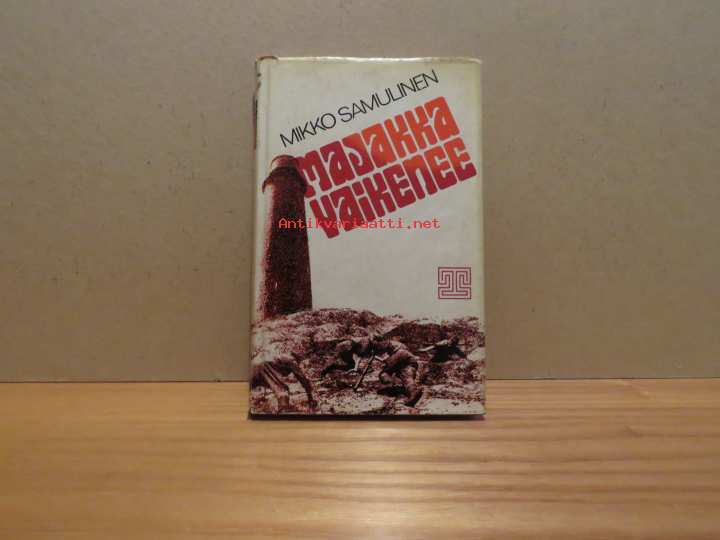 MIKKO SAMULINEN
MAJAKKA
VAIKENEE
Antikvariaatti.net